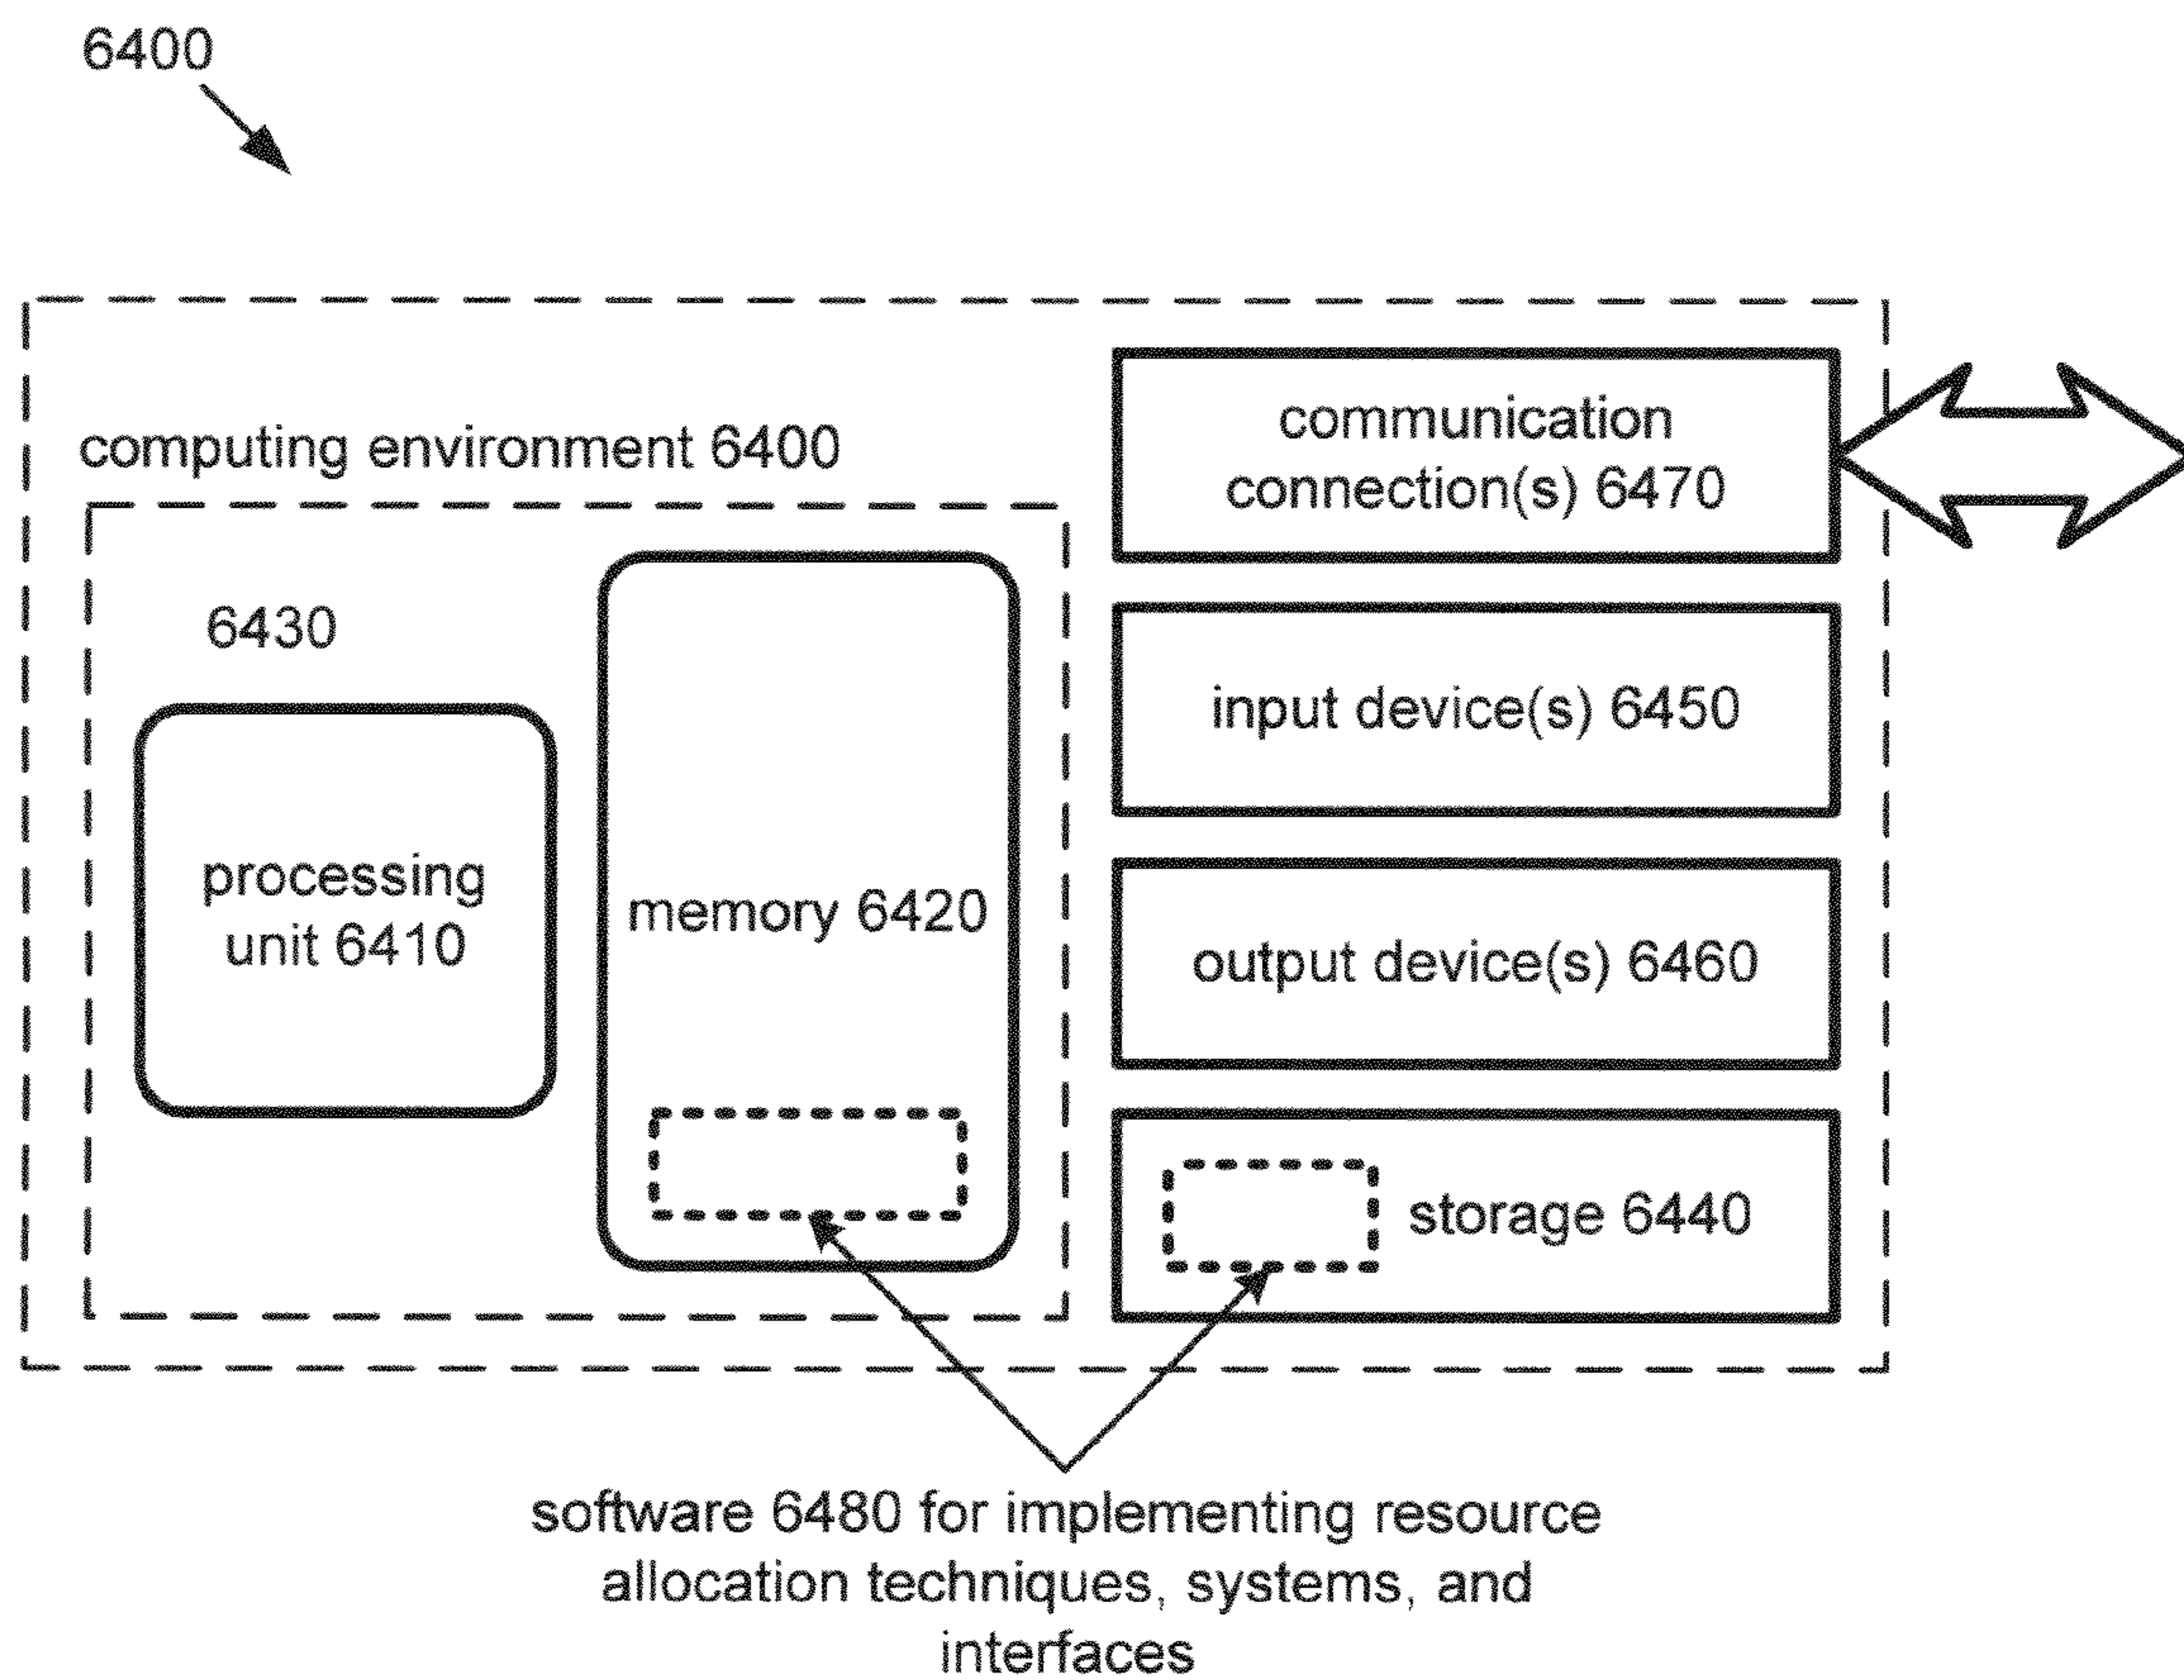 6400
computing environment 6400
communication
connection(s) 6470
6430
input device(s) 6450
processing
unit 6410
memory 6420
output device(s) 6460
storage 6440
software 6480 for implementing resource
allocation techniques, systems, and
interfaces